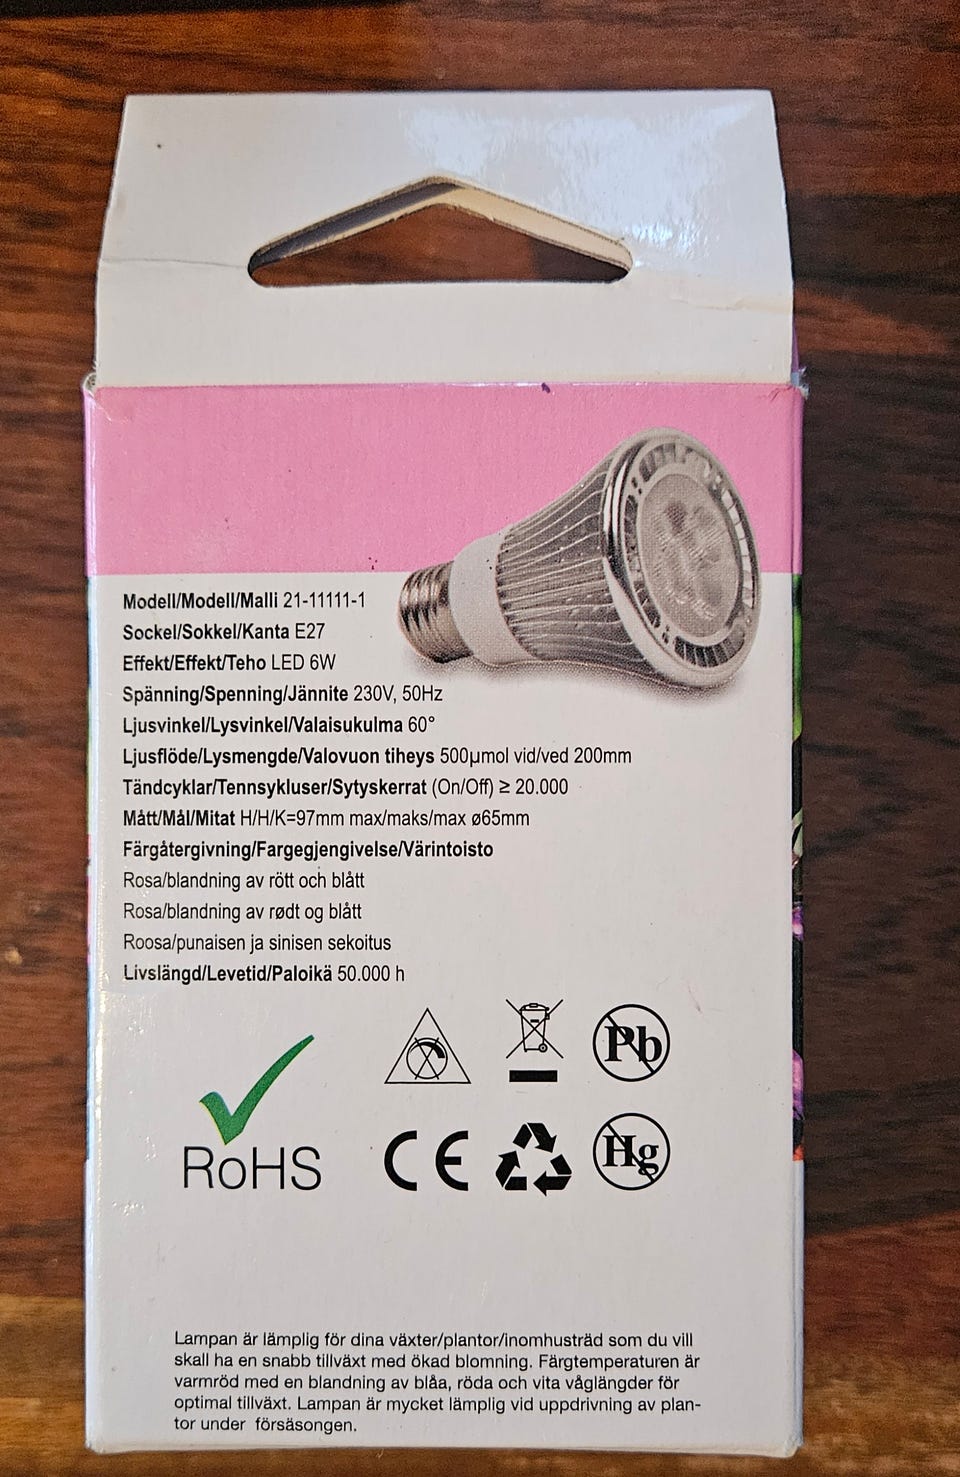 Modell/Modell/Malli 21-11111-1
Sockel/Sokkel/Kanta E27
Effekt/Effekt/Teho LED 6W
Spänning/Spenning/Jännite 230V, 50Hz
Ljusvinkel/Lysvinkel/Valaisukulma 60°
Ljusflöde/Lysmengde/Valovuon tiheys 500µmol vid/ved 200mm
Tändcyklar/Tennsykluser/Sytyskerrat (On/Off) ≥ 20.000
Mått/Mål/Mitat H/H/K=97mm max/maks/max ø65mm
Färgåtergivning/Fargegjengivelse/Värintoisto
Rosa/blandning av rött och blått
Rosa/blandning av rødt og blått
Roosa/punaisen ja sinisen sekoitus
Livslängd/Levetid/Paloikä 50.000 h
Pb
RoHS
CE
Hg
Lampan är lämplig för dina växter/plantor/inomhusträd som du vill
skall ha en snabb tillväxt med ökad blomning. Färgtemperaturen är
varmröd med en blandning av blåa, röda och vita våglängder för
optimal tillväxt. Lampan är mycket lämplig vid uppdrivning av plan-
tor under försäsongen.